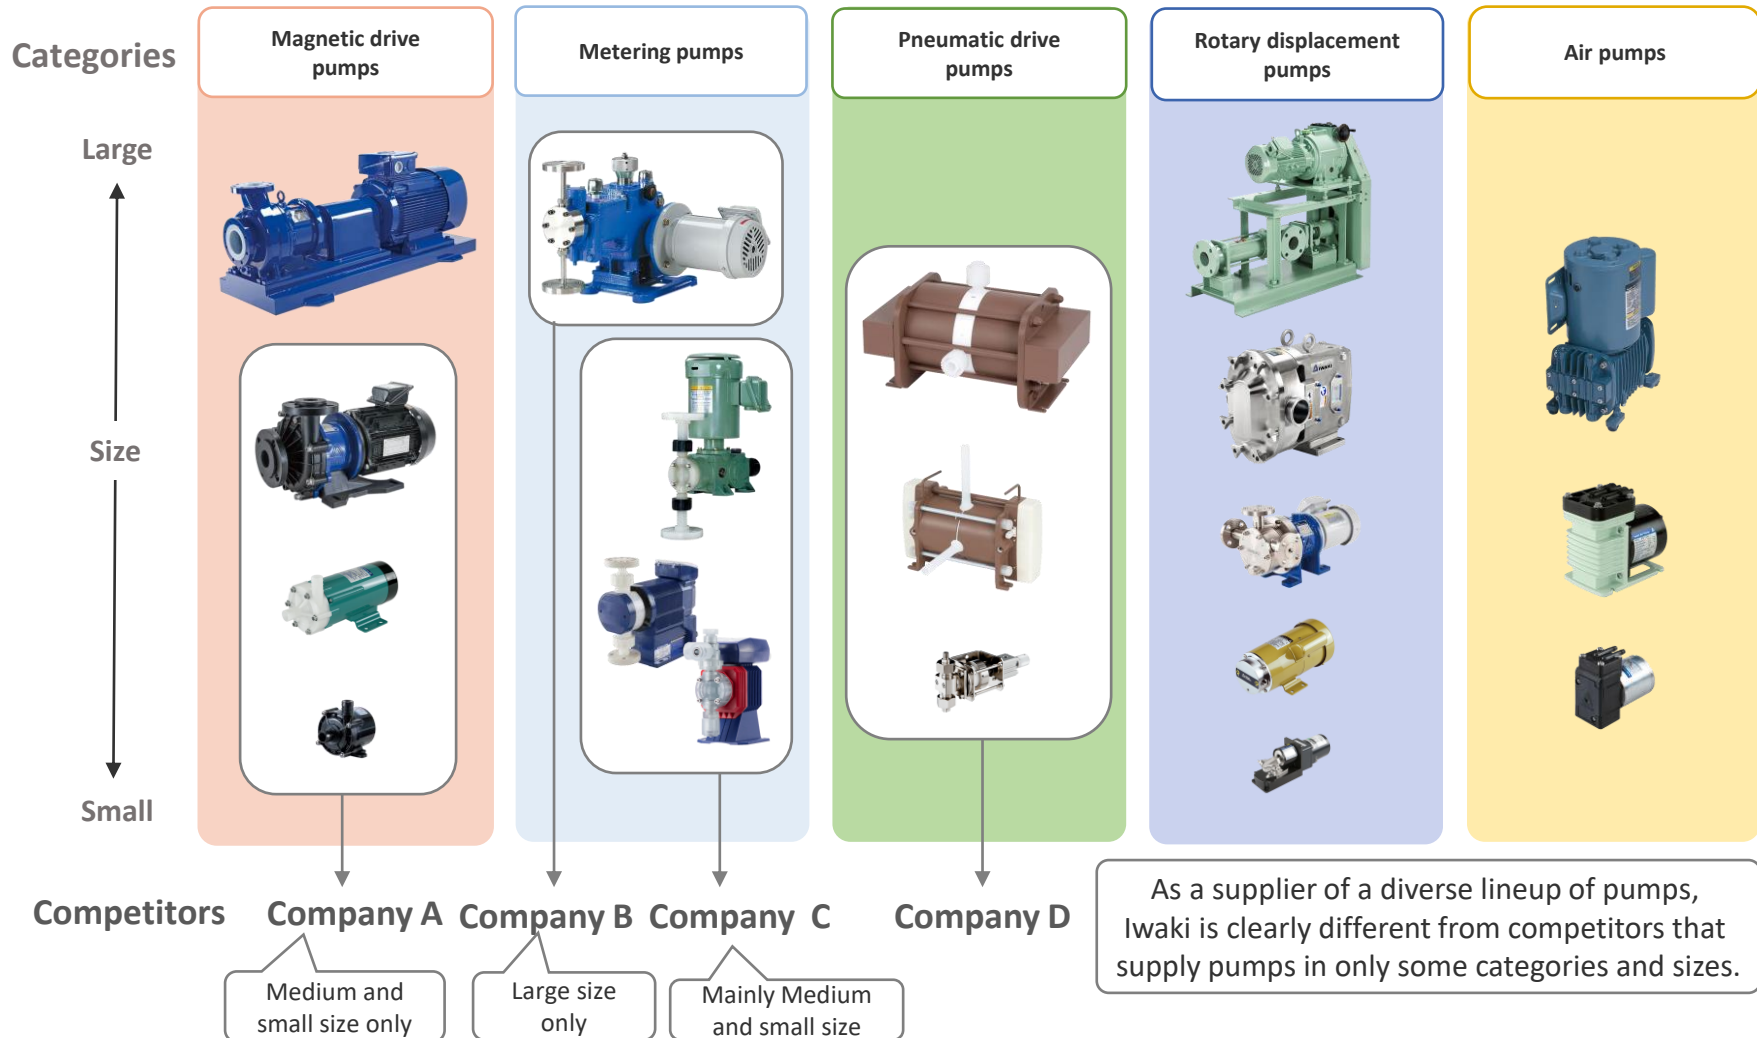 Categories
Magnetic drive
pumps
Metering pumps
Pneumatic drive
pumps
Rotary displacement
pumps
Air pumps
Large
Size
Small
IWAKI
Competitors
Company A
Company B
Company C
Company D
Medium and
small size only
Large size
only
Mainly Medium
and small size
As a supplier of a diverse lineup of pumps,
Iwaki is clearly different from competitors that
supply pumps in only some categories and sizes.